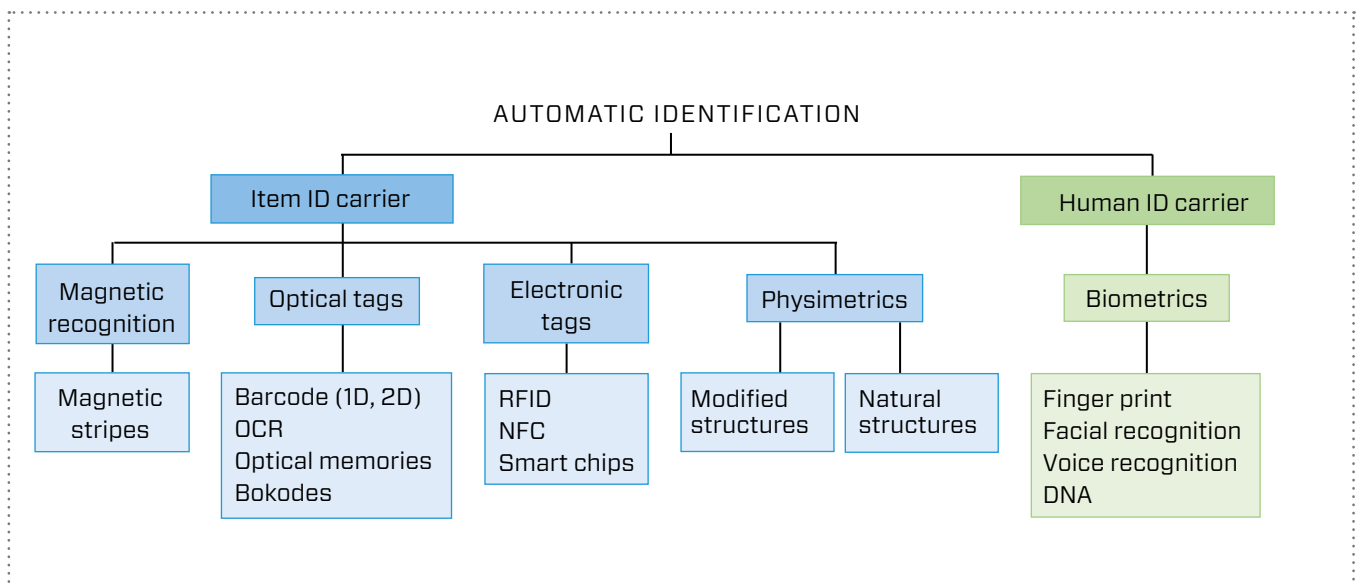 AUTOMATIC IDENTIFICATION
Item ID carrier
Human ID carrier
Magnetic
recognition
Optical tags
Electronic
tags
Physimetrics
Biometrics
Magnetic
stripes
Barcode (1D, 2D)
OCR
Optical memories
Bokodes
RFID
NFC
Smart chips
Modified
structures
Natural
structures
Finger print
Facial recognition
Voice recognition
DNA